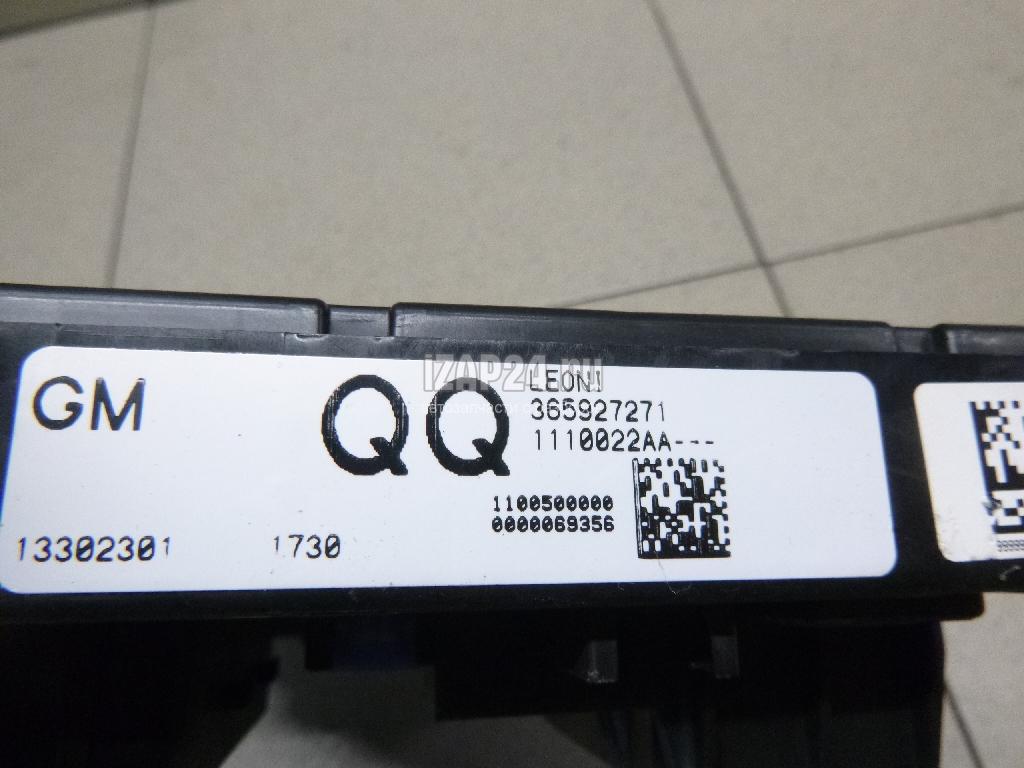 GM
QQ
LEONI
365927271
1110022AA---
1100500000
0000069356
13302301
1730
iZAP24.ru